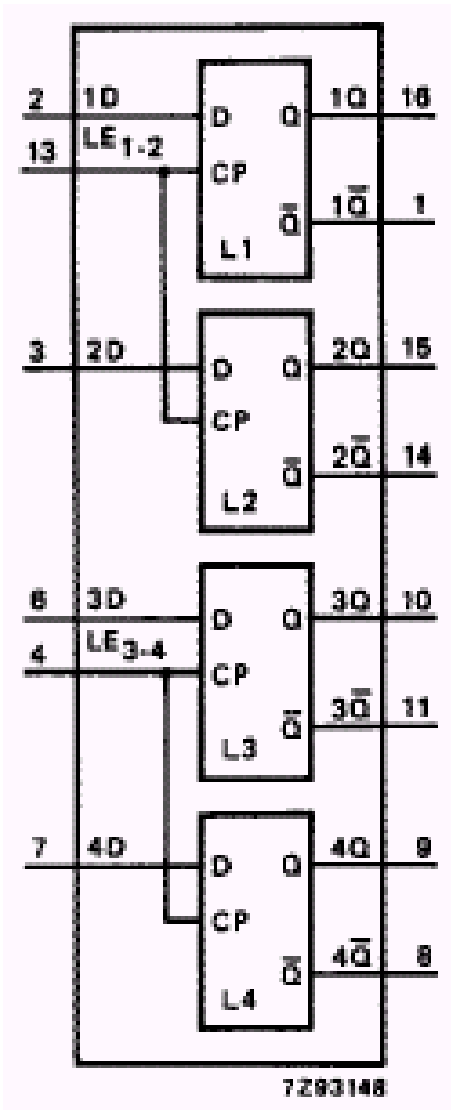 2 1D D Q 1Q 16
13 LE1-2 CP
Q̅ 1Q̅ 1
L1
3 2D D Q 2Q 15
CP
Q̅ 2Q̅ 14
L2
6 3D D Q 3Q 10
4 LE3-4 CP
Q̅ 3Q̅ 11
L3
7 4D D Q 4Q 9
CP
Q̅ 4Q̅ 8
L4
7Z93148